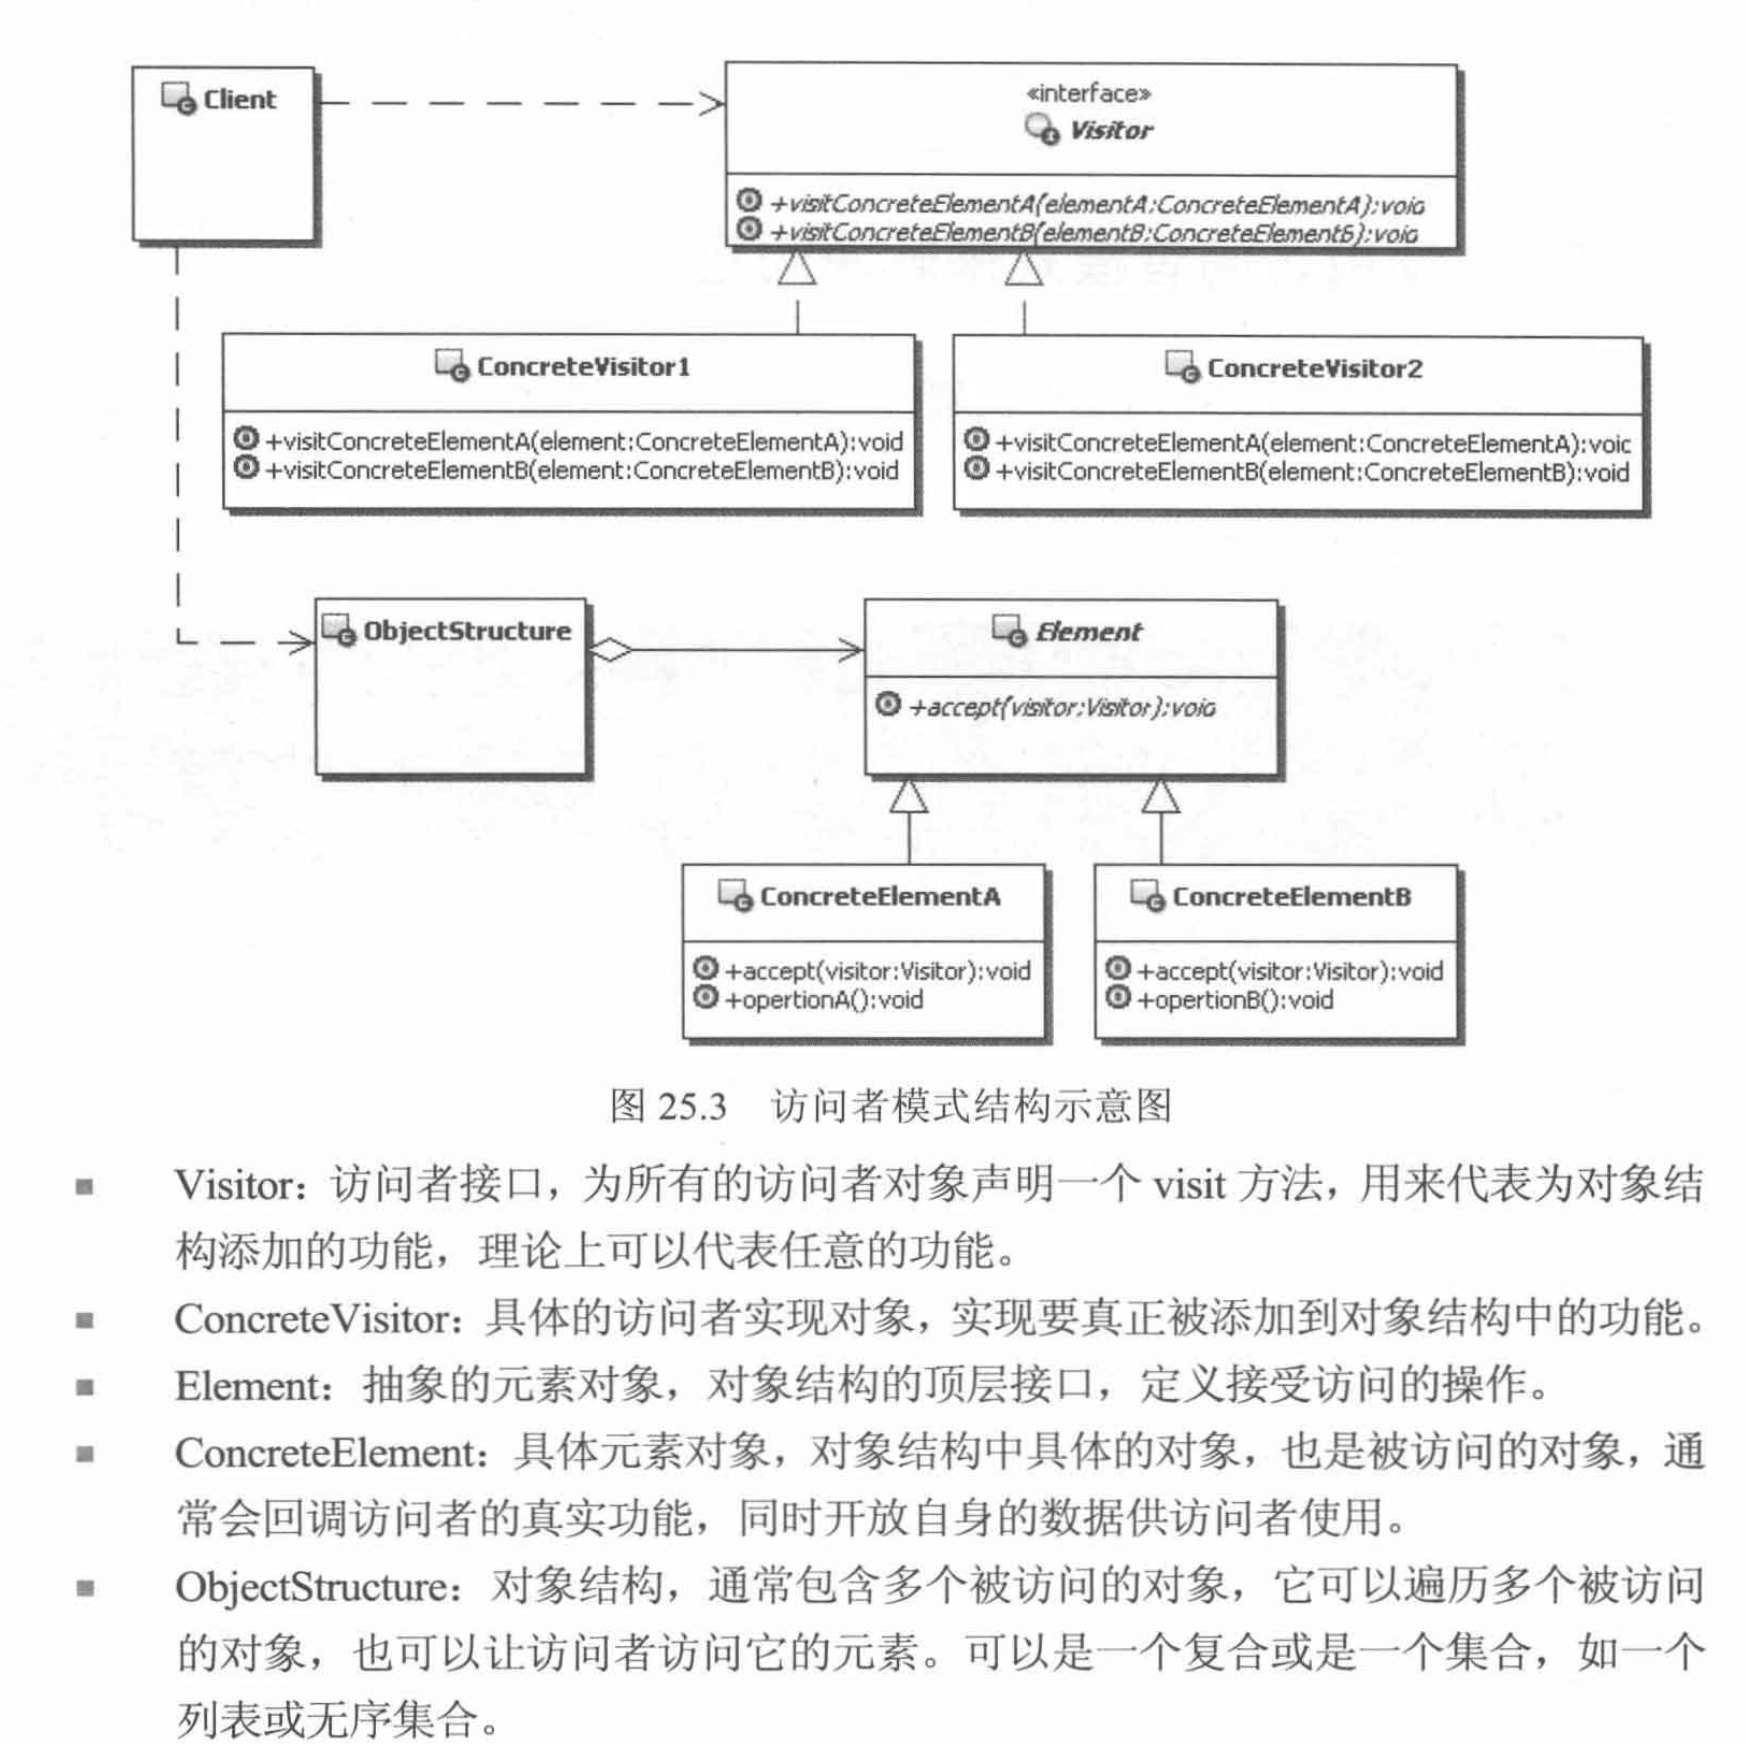 Client
«interface»
Visitor
+visitConcreteElementA(elementA:ConcreteElementA):void
+visitConcreteElementB(elementB:ConcreteElementB):void
ConcreteVisitor1
+visitConcreteElementA(element:ConcreteElementA):void
+visitConcreteElementB(element:ConcreteElementB):void
ConcreteVisitor2
+visitConcreteElementA(element:ConcreteElementA):void
+visitConcreteElementB(element:ConcreteElementB):void
ObjectStructure
Element
+accept(visitor:Visitor):void
ConcreteElementA
+accept(visitor:Visitor):void
+opertionA():void
ConcreteElementB
+accept(visitor:Visitor):void
+opertionB():void
图 25.3 访问者模式结构示意图
■ Visitor：访问者接口，为所有的访问者对象声明一个 visit 方法，用来代表为对象结
构添加的功能，理论上可以代表任意的功能。
■ ConcreteVisitor：具体的访问者实现对象，实现要真正被添加到对象结构中的功能。
■ Element：抽象的元素对象，对象结构的顶层接口，定义接受访问的操作。
■ ConcreteElement：具体元素对象，对象结构中具体的对象，也是被访问的对象，通
常会回调访问者的真实功能，同时开放自身的数据供访问者使用。
■ ObjectStructure：对象结构，通常包含多个被访问的对象，它可以遍历多个被访问
的对象，也可以让访问者访问它的元素。可以是一个复合或是一个集合，如一个
列表或无序集合。